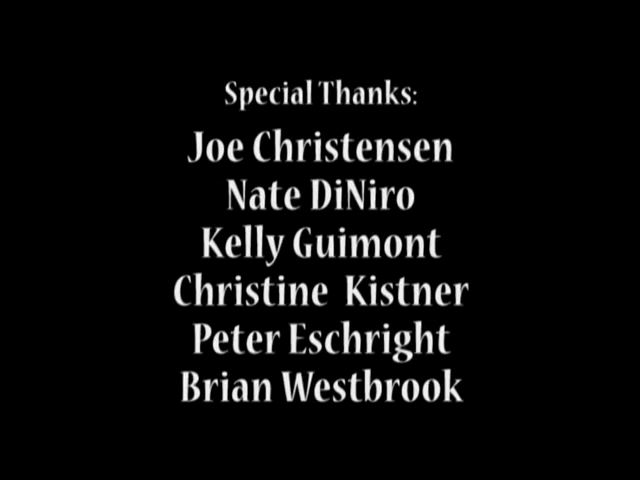 Special Thanks:
Joe Christensen
Nate DiNiro
Kelly Guimont
Christine Kistner
Peter Eschright
Brian Westbrook